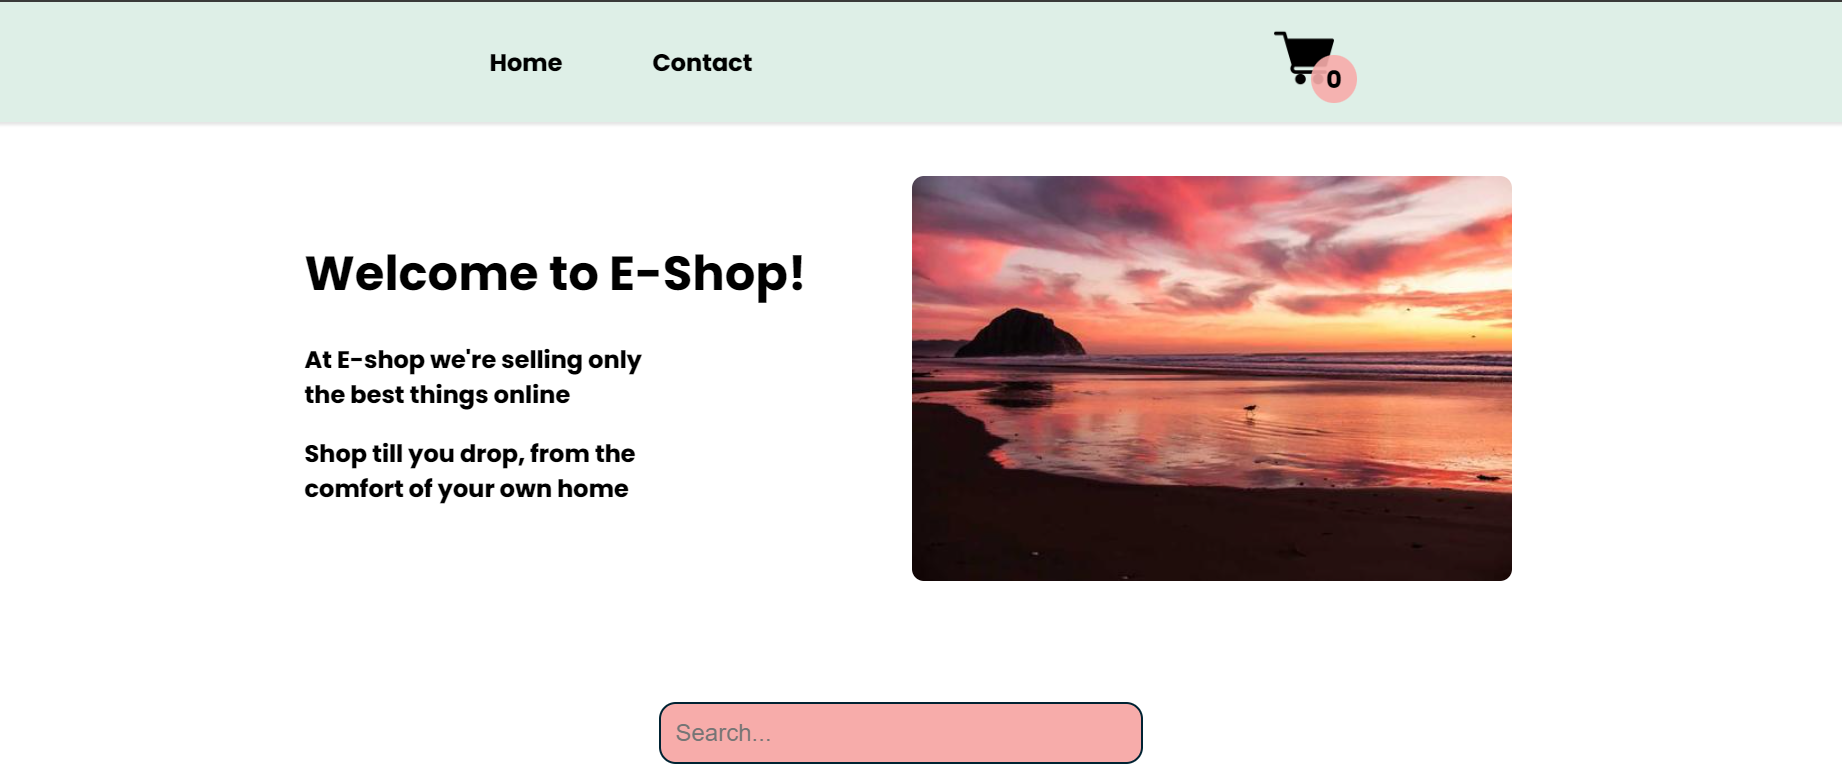 Home
Contact
0
Welcome to E-Shop!
At E-shop we're selling only
the best things online
Shop till you drop, from the
comfort of your own home
Search...